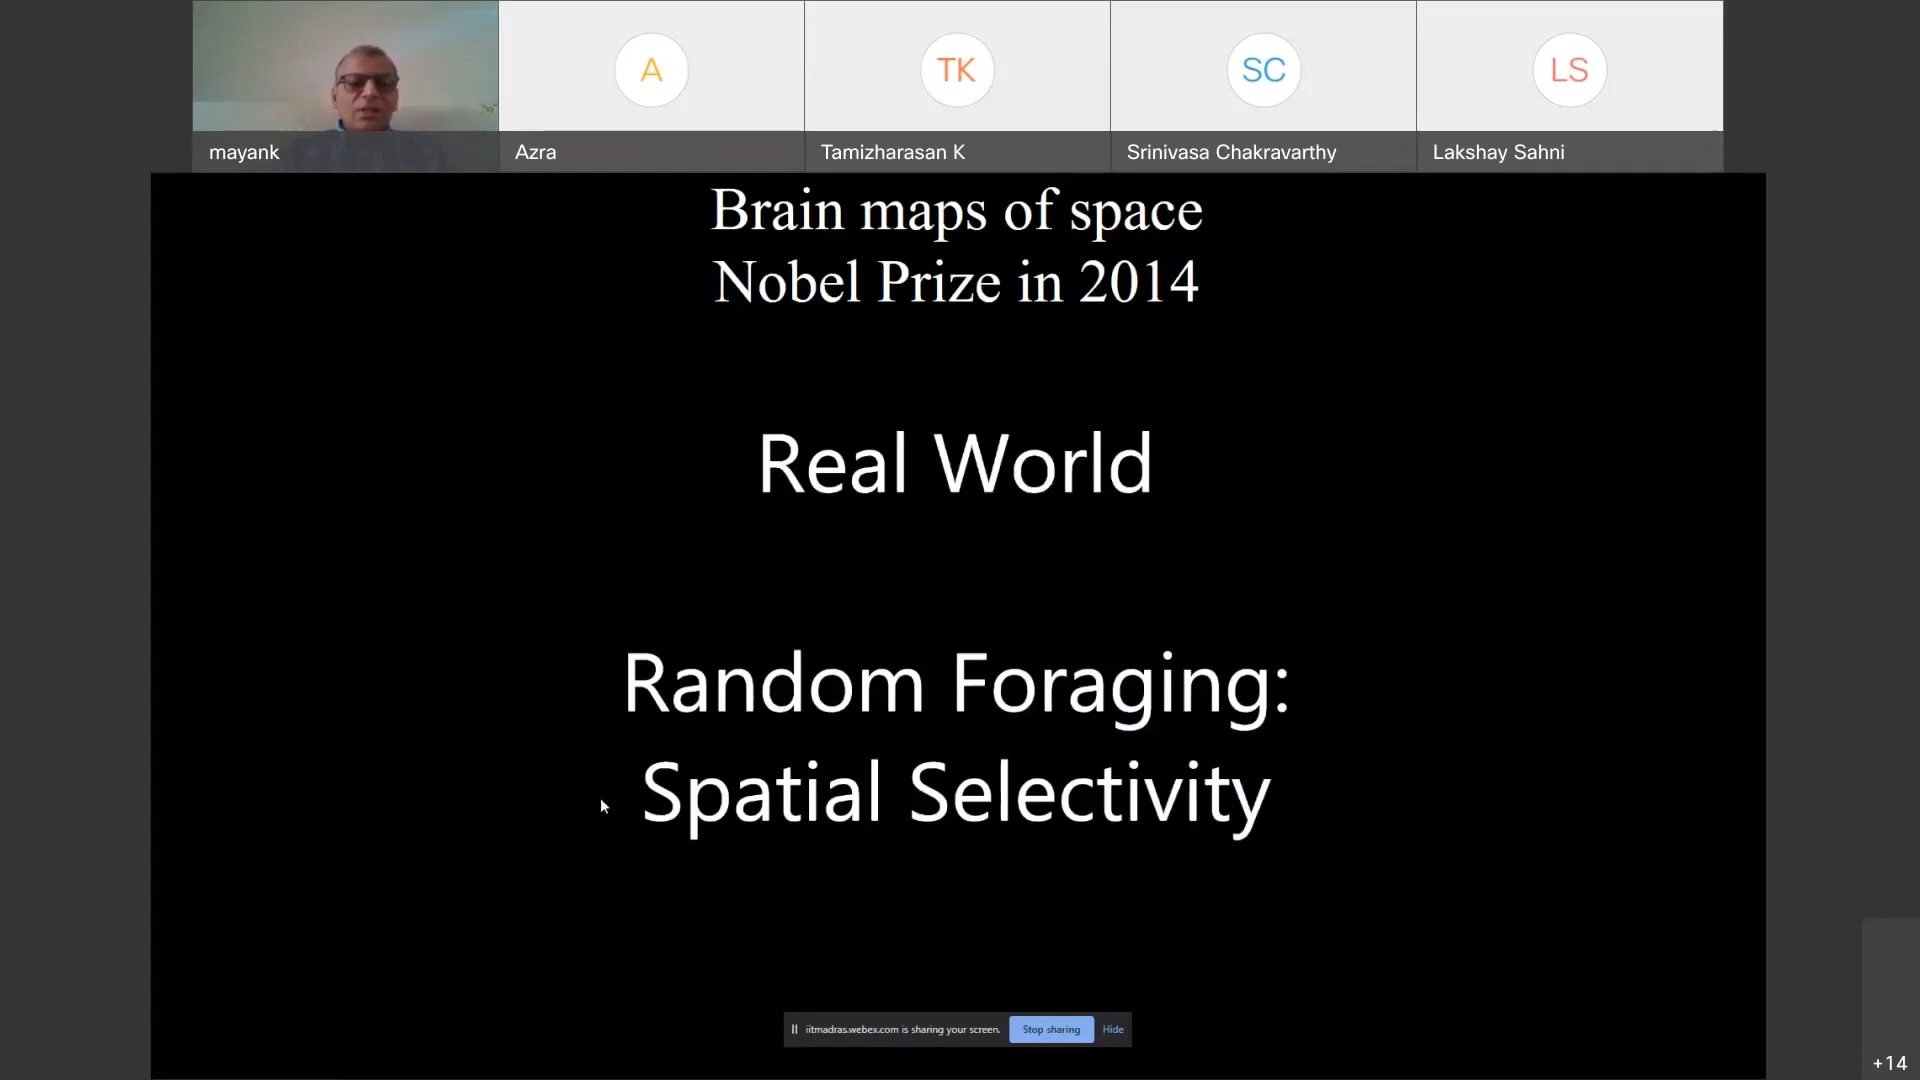 A
TK
SC
LS
mayank
Azra
Tamizharasan K
Srinivasa Chakravarthy
Lakshay Sahni
Brain maps of space
Nobel Prize in 2014
Real World
Random Foraging:
Spatial Selectivity
iitmadras.webex.com is sharing your screen.
Stop sharing
Hide
+14